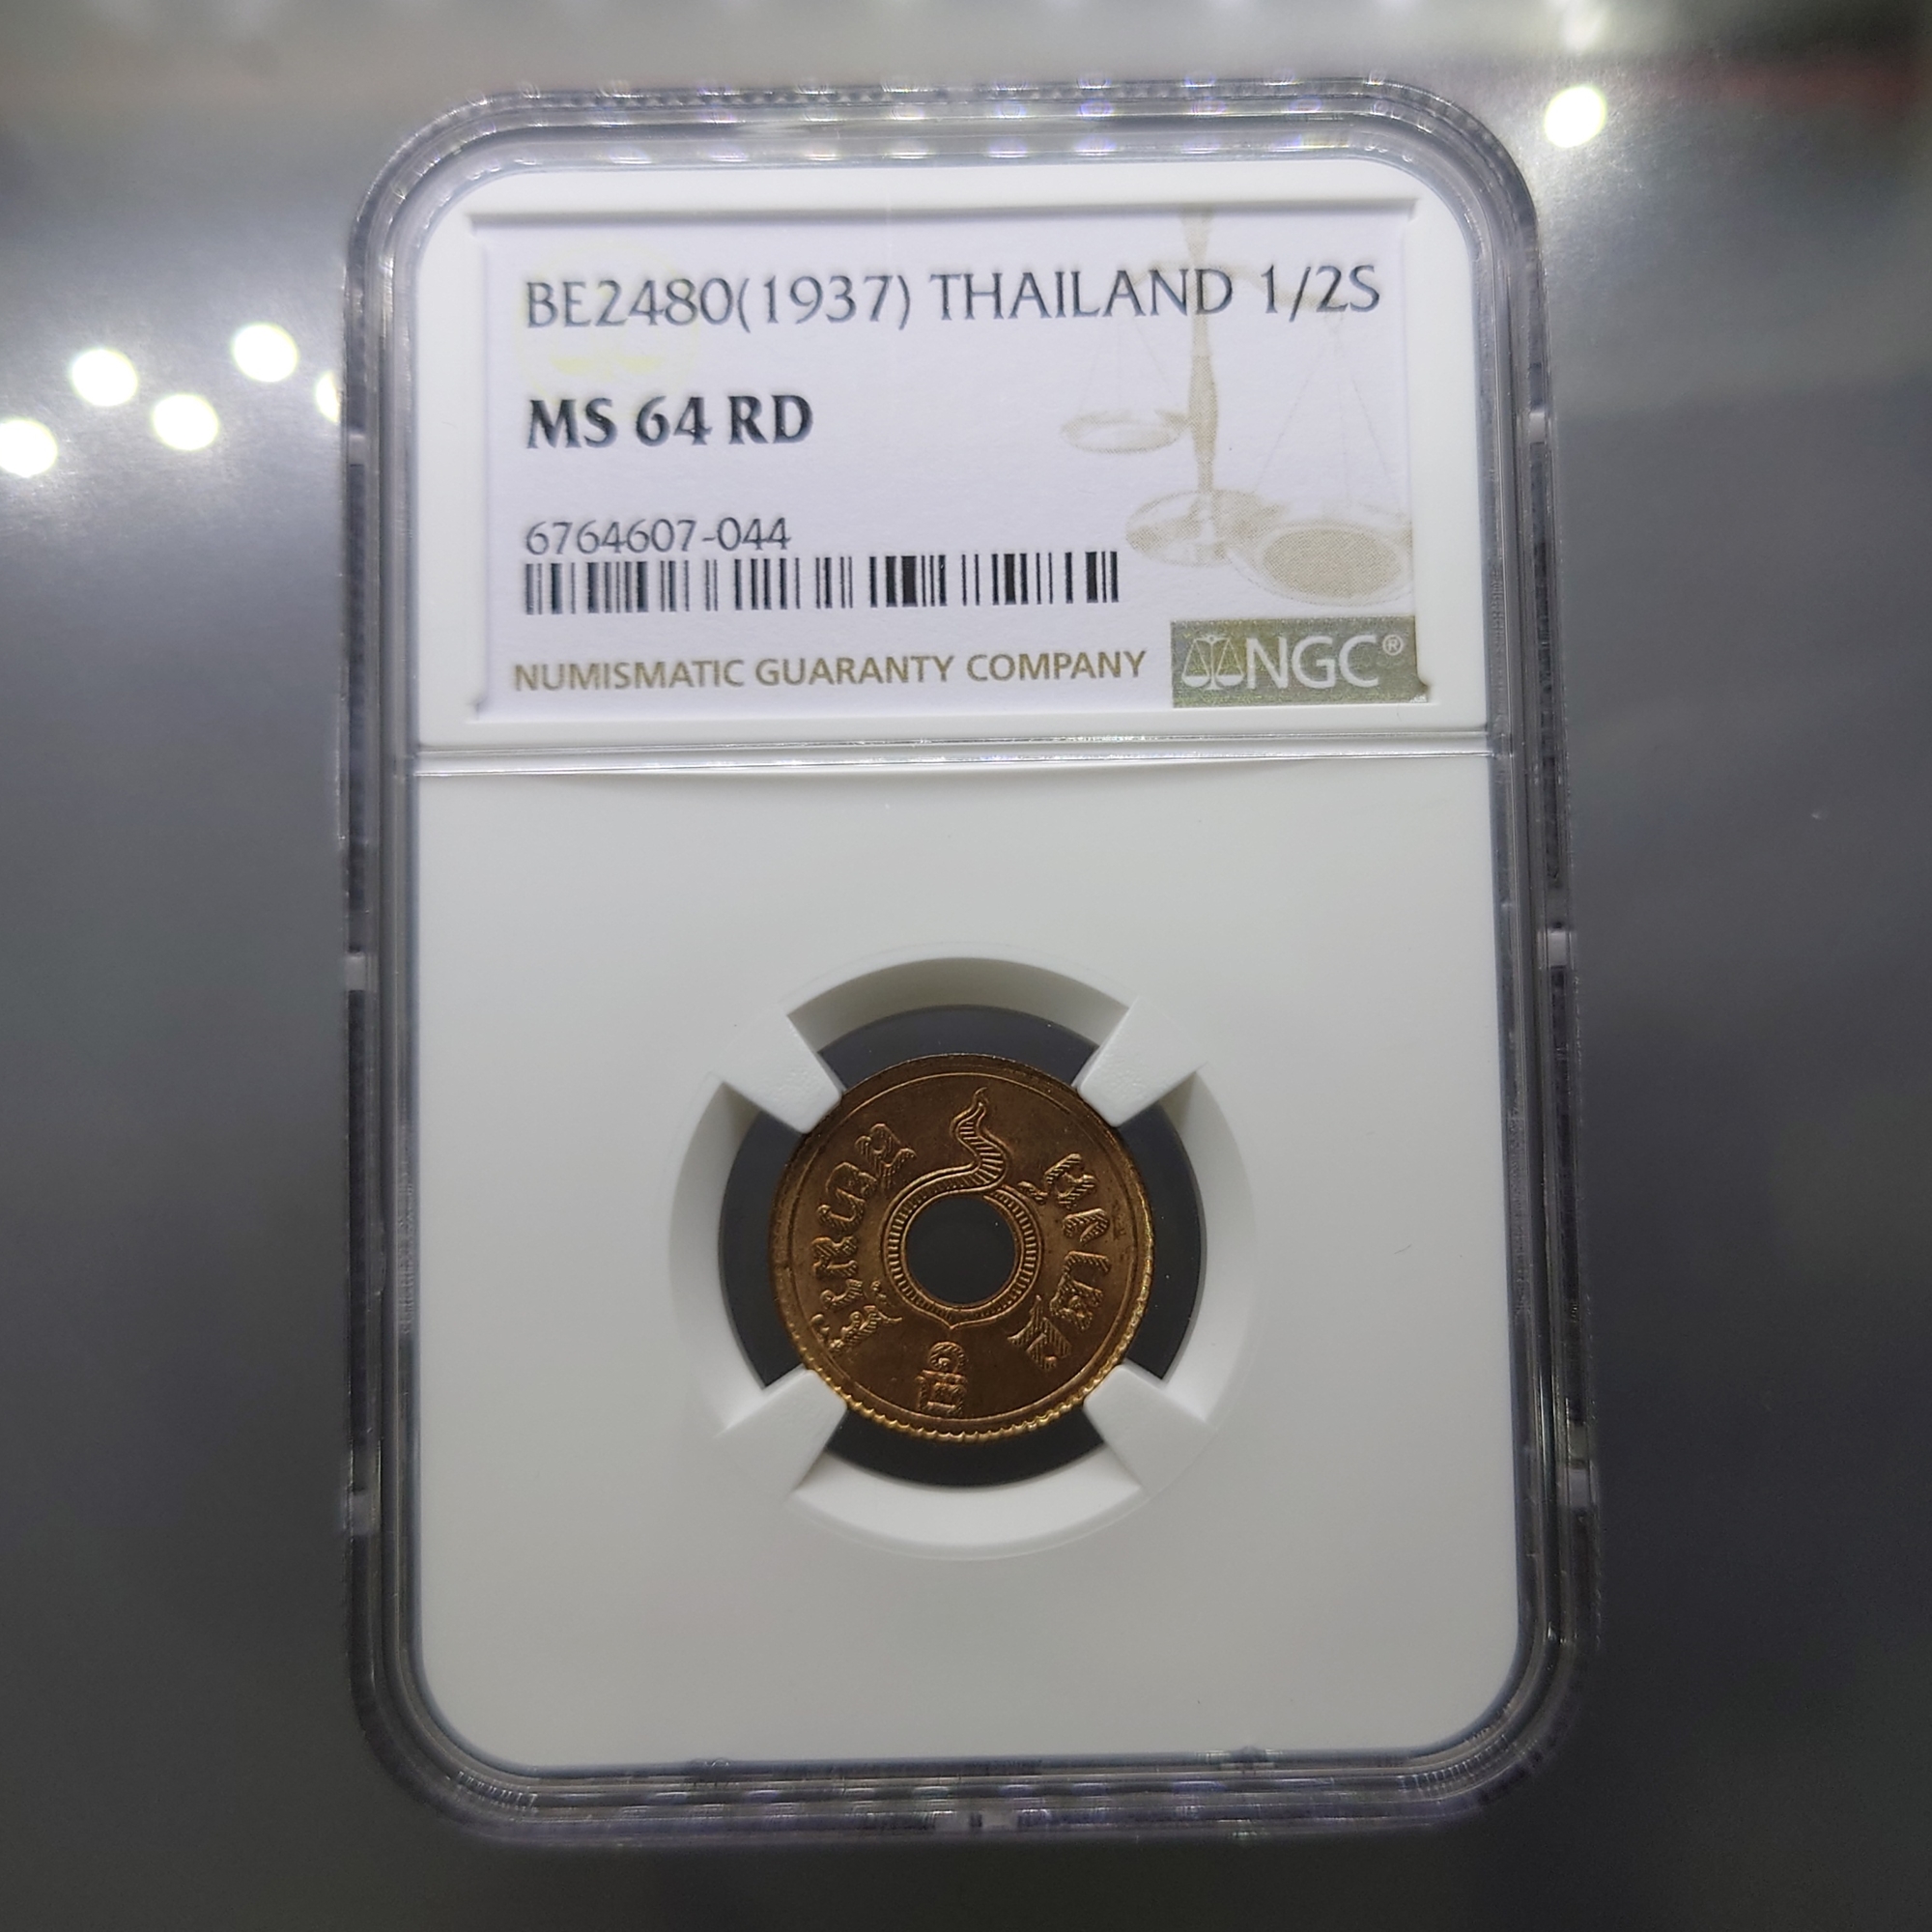 BE2480(1937) THAILAND 1/2S
MS 64 RD
6764607-044
NUMISMATIC GUARANTY COMPANY
NGC®